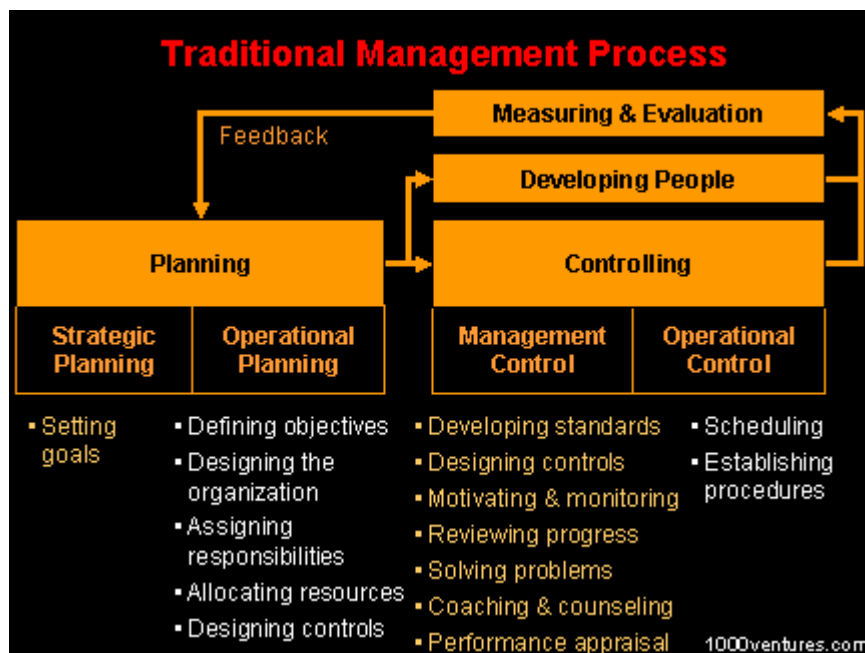 Traditional Management Process
Measuring & Evaluation
Feedback
Developing People
Planning
Controlling
Strategic
Planning
Operational
Planning
Management
Control
Operational
Control
▪ Setting
goals
▪ Defining objectives
▪ Designing the
organization
▪ Assigning
responsibilities
▪ Allocating resources
▪ Designing controls
▪ Developing standards
▪ Designing controls
▪ Motivating & monitoring
▪ Reviewing progress
▪ Solving problems
▪ Coaching & counseling
▪ Performance appraisal
▪ Scheduling
▪ Establishing
procedures
1000ventures.com